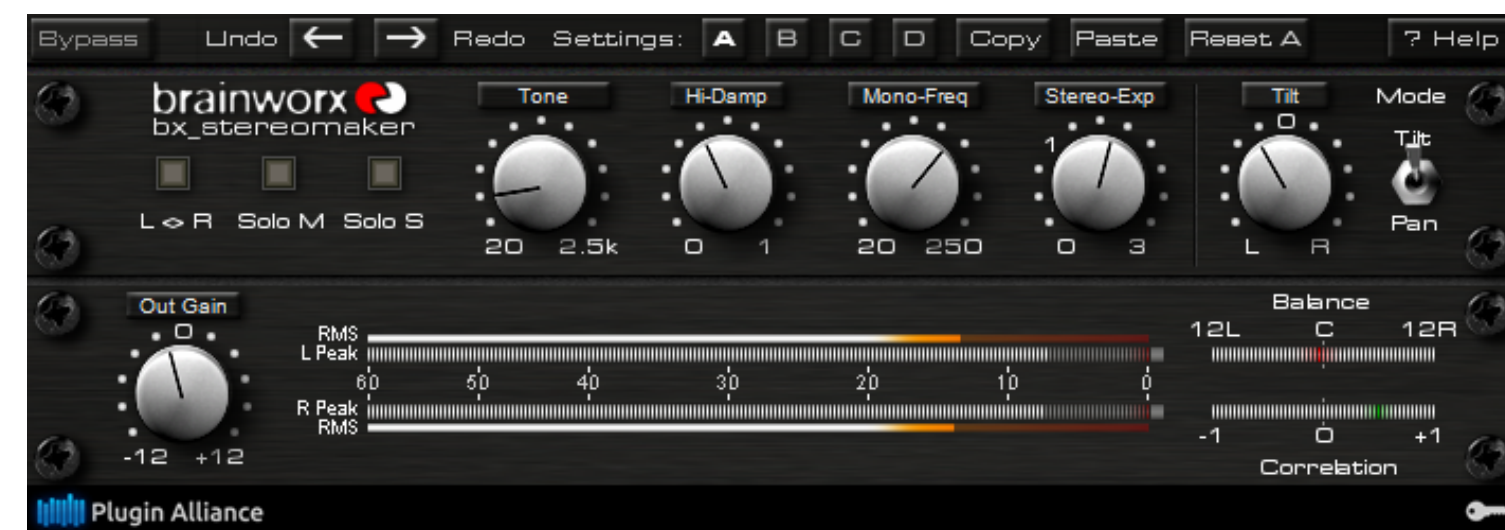 Bypass Undo ← → Redo Settings: A B C D Copy Paste Reset A ? Help
brainworx Tone Hi-Damp Mono-Freq Stereo-Exp Tilt Mode
bx_stereomaker 0
1 Tilt
L <> R Solo M Solo S Pan
20 2.5k 0 1 20 250 0 3 L R
Out Gain Balance
0 RMS 12L C 12R
L Peak
60 50 40 30 20 10 0
R Peak
RMS -1 0 +1
-12 +12 Correlation
Plugin Alliance